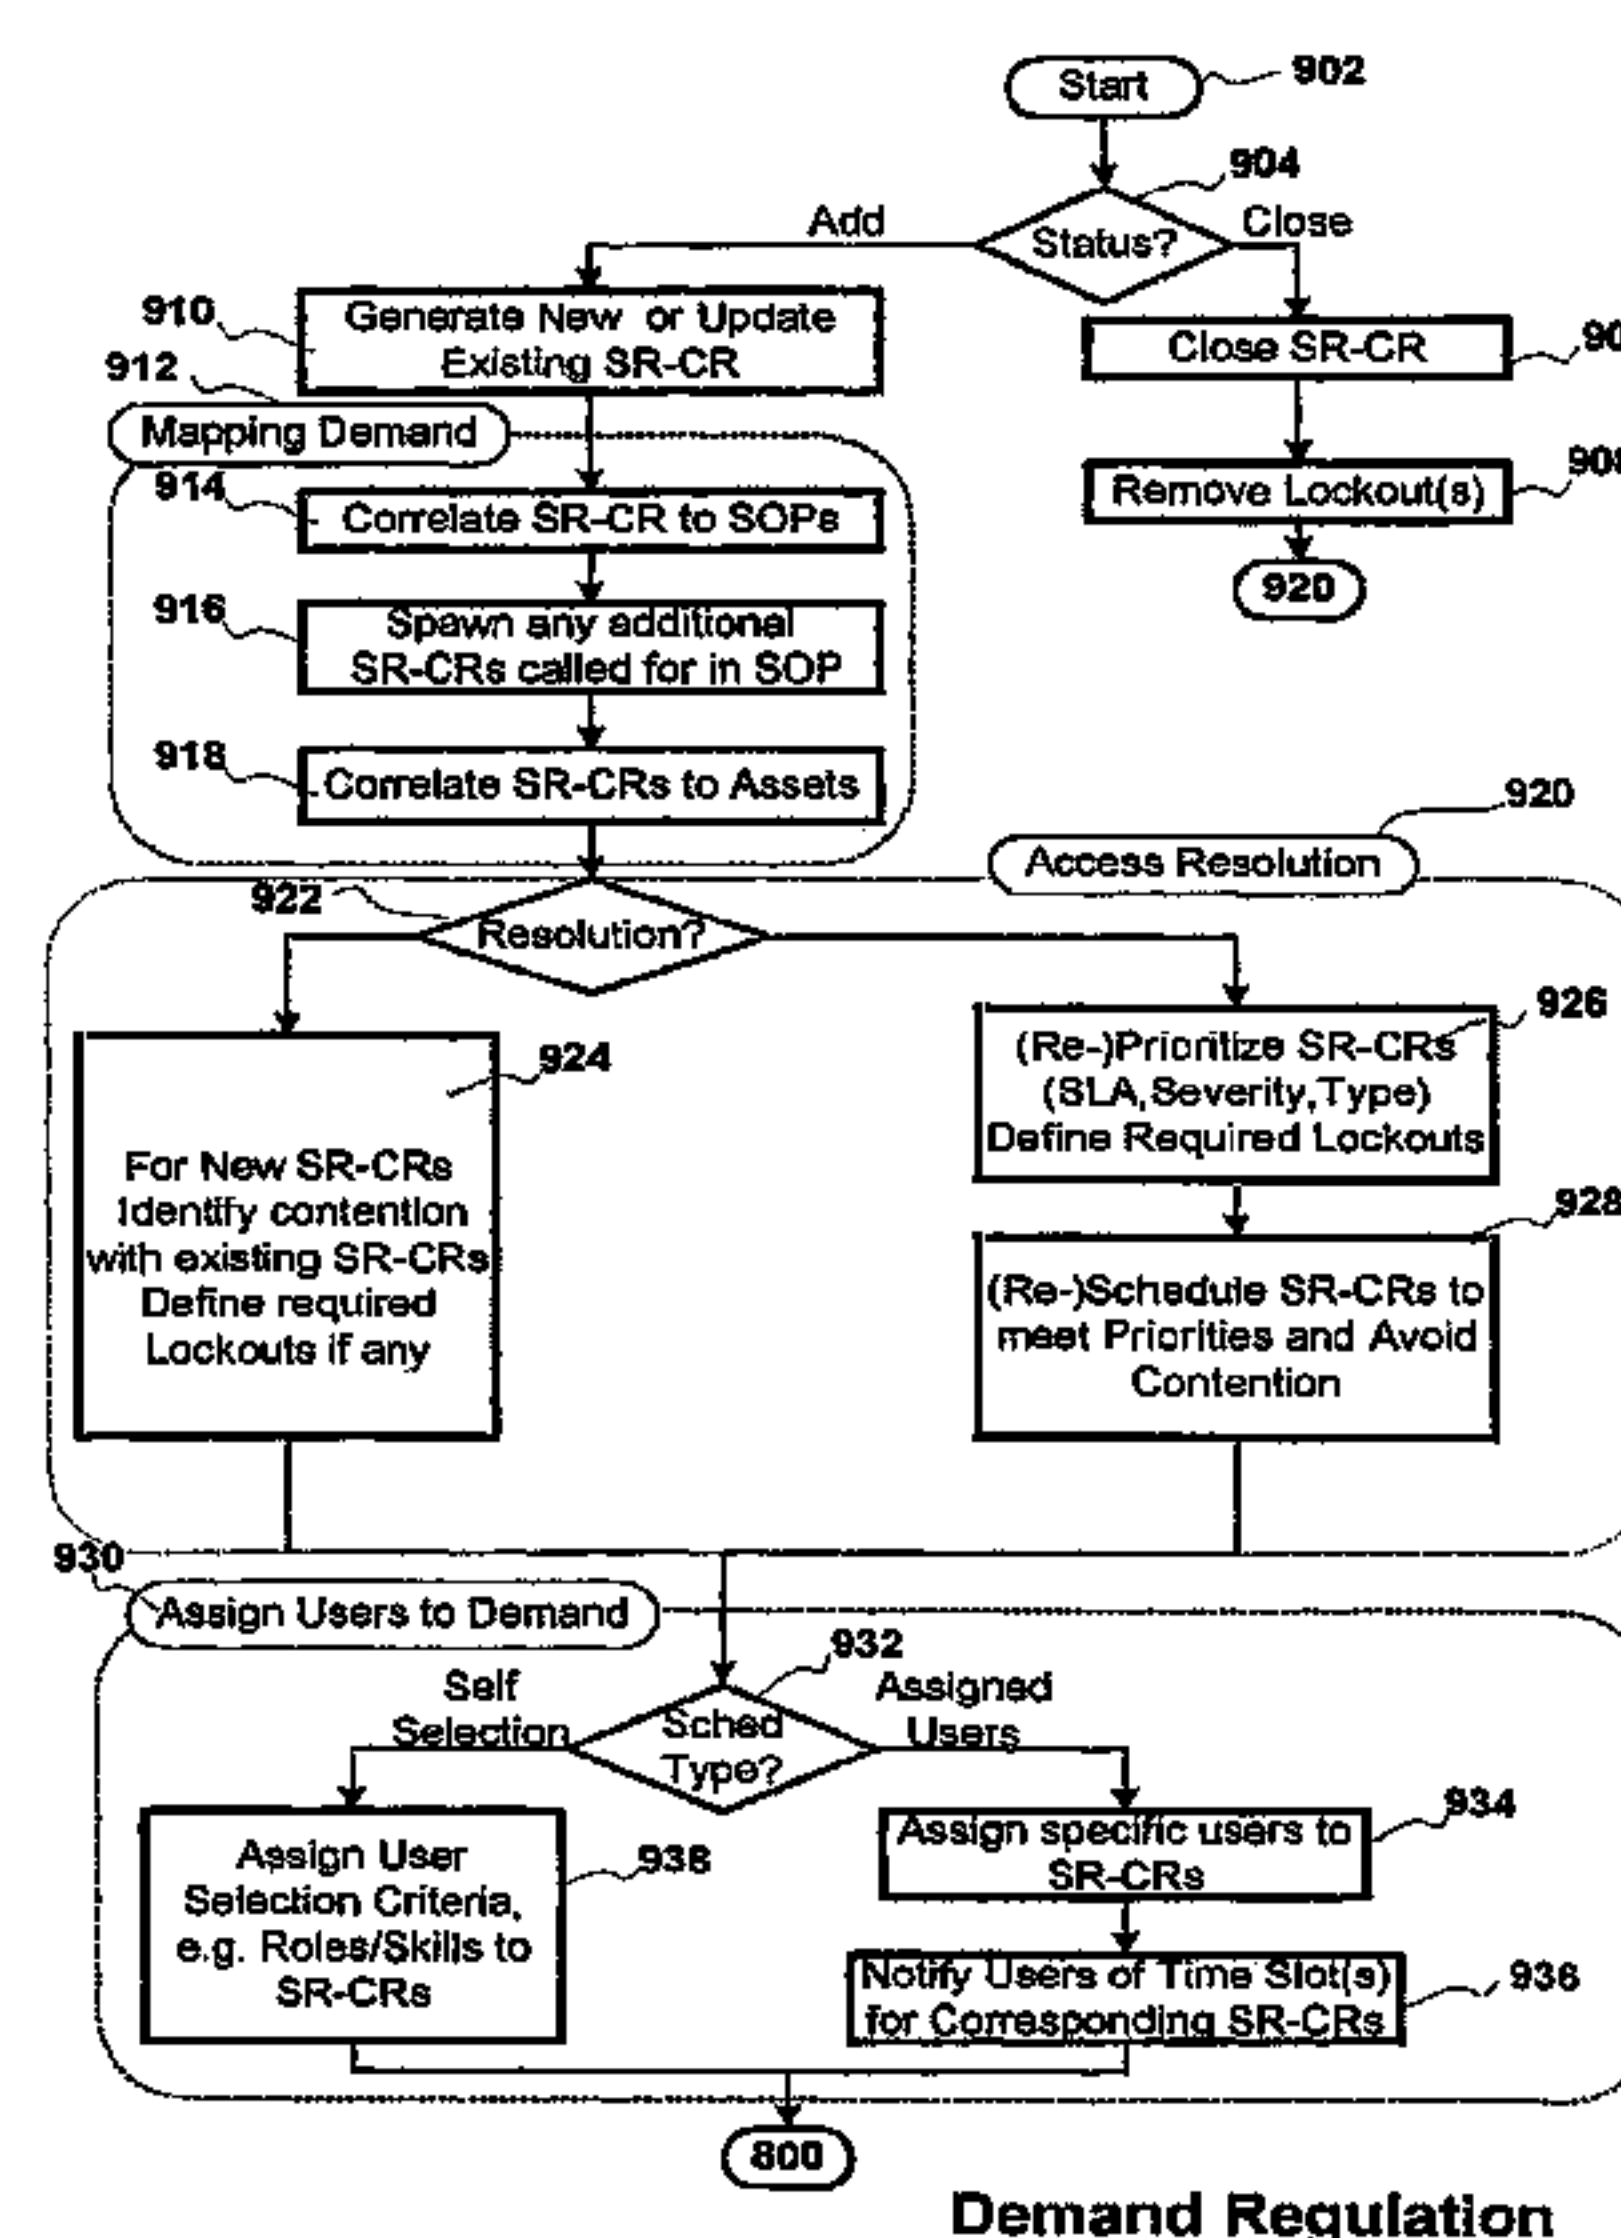 Start
902
904
Add
Status?
Close
910
Generate New or Update
Existing SR-CR
Close SR-CR
912
Mapping Demand
914
Correlate SR-CR to SOPs
Remove Lockout(s)
920
916
Spawn any additional
SR-CRs called for in SOP
918
Correlate SR-CRs to Assets
920
Access Resolution
922
Resolution?
924
For New SR-CRs
Identify contention
with existing SR-CRs
Define required
Lockouts if any
926
(Re-)Prioritize SR-CRs
(SLA,Severity,Type)
Define Required Lockouts
928
(Re-)Schedule SR-CRs to
meet Priorities and Avoid
Contention
930
Assign Users to Demand
932
Self
Selection
Sched
Type?
Assigned
Users
934
Assign specific users to
SR-CRs
938
Assign User
Selection Criteria,
e.g. Roles/Skills to
SR-CRs
936
Notify Users of Time Slot(s)
for Corresponding SR-CRs
800
Demand Regulation